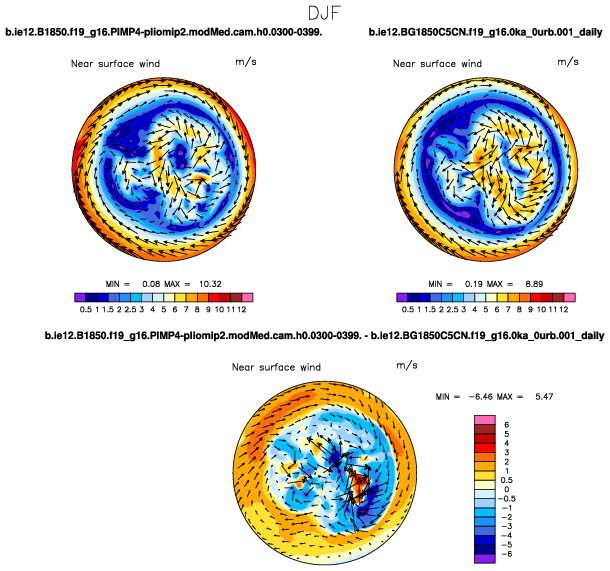 DJF
b.ie12.B1850.f19_g16.PIMP4-pliomip2.modMed.cam.h0.0300-0399.
b.ie12.BG1850C5CN.f19_g16.0ka_0urb.001_daily
Near surface wind m/s
Near surface wind m/s
MIN = 0.08 MAX = 10.32
MIN = 0.19 MAX = 8.89
0.5 1 1.5 2 2.5 3 4 5 6 7 8 9 10 11 12
0.5 1 1.5 2 2.5 3 4 5 6 7 8 9 10 11 12
b.ie12.B1850.f19_g16.PIMP4-pliomip2.modMed.cam.h0.0300-0399. - b.ie12.BG1850C5CN.f19_g16.0ka_0urb.001_daily
Near surface wind m/s
MIN = -6.46 MAX = 5.47
6
5
4
3
2
1
0.5
0
-0.5
-1
-2
-3
-4
-5
-6